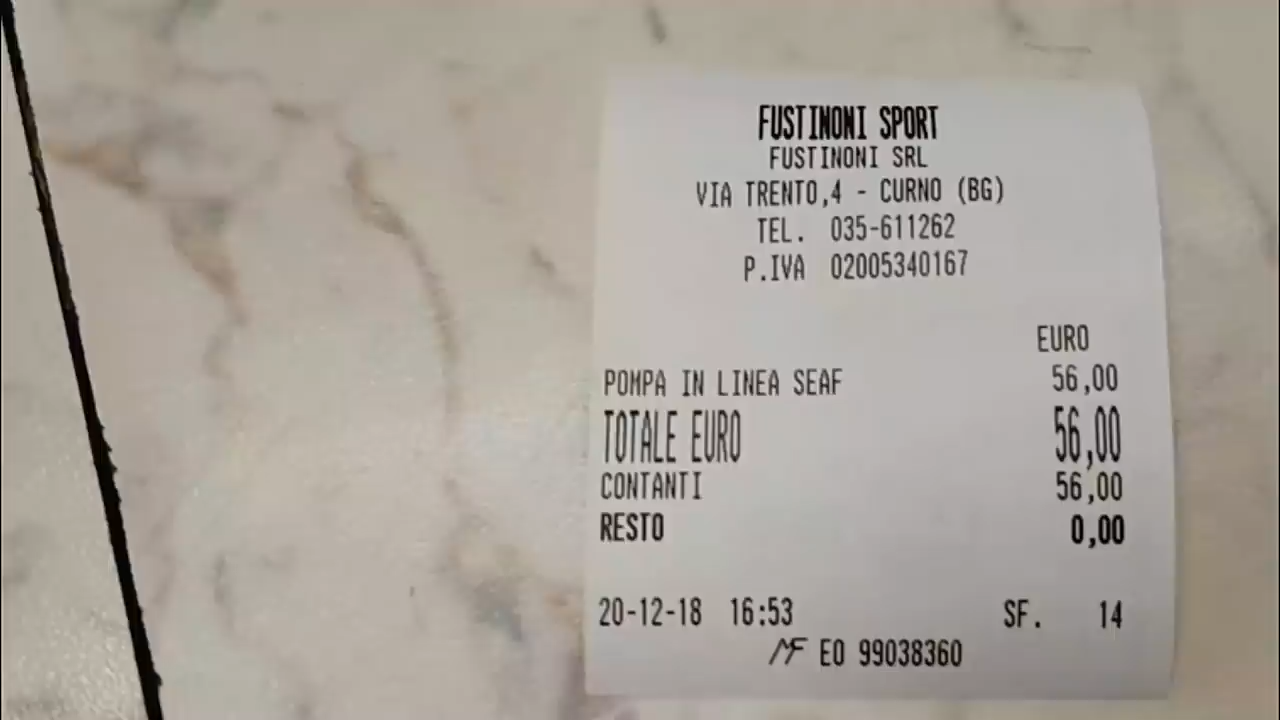 FUSTINONI SPORT
FUSTINONI SRL
VIA TRENTO,4 - CURNO (BG)
TEL. 035-611262
P.IVA 02005340167
EURO
POMPA IN LINEA SEAF 56,00
TOTALE EURO 56,00
CONTANTI 56,00
RESTO 0,00
20-12-18 16:53 SF. 14
MF EO 99038360